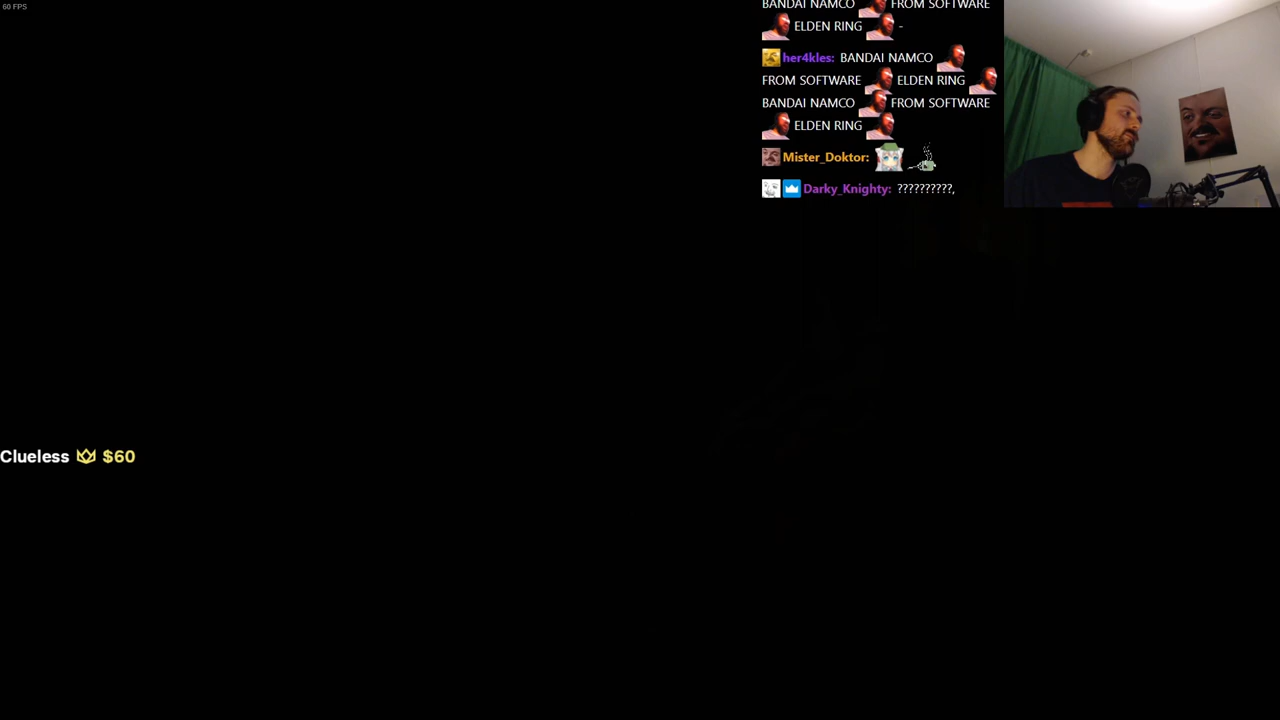 60 FPS
BANDAI NAMCO FROM SOFTWARE
ELDEN RING -
her4kles: BANDAI NAMCO
FROM SOFTWARE ELDEN RING
BANDAI NAMCO FROM SOFTWARE
ELDEN RING
Mister_Doktor:
Darky_Knighty: ??????????,
Clueless $60